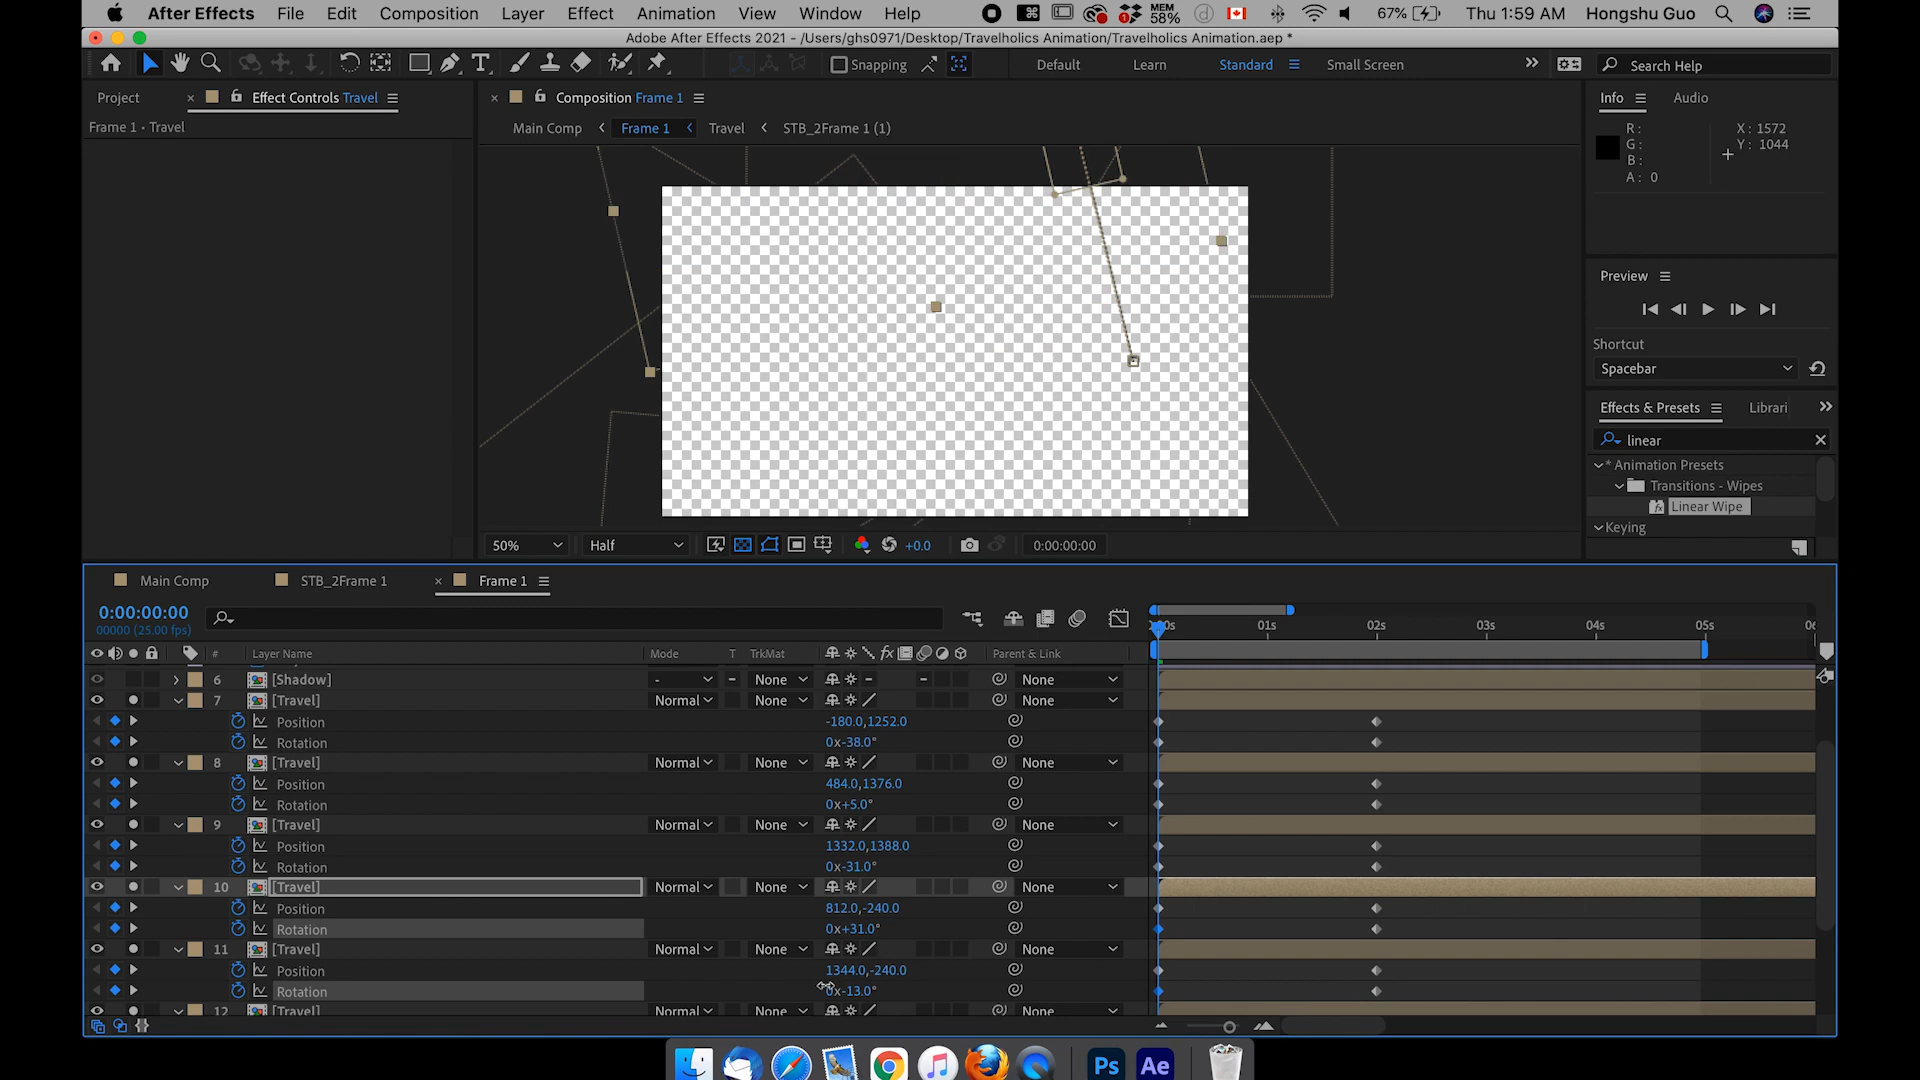 After Effects File Edit Composition Layer Effect Animation View Window Help MEM 58% 67% Thu 1:59 AM Hongshu Guo
Adobe After Effects 2021 - /Users/ghs0971/Desktop/Travelholics Animation/Travelholics Animation.aep *
Snapping Default Learn Standard Small Screen Search Help
Project Effect Controls Travel Composition Frame 1 Info Audio
Frame 1 • Travel Main Comp Frame 1 Travel STB_2Frame 1 (1)
R: X: 1572
G: Y: 1044
B:
A: 0
Preview
Shortcut
Spacebar
Effects & Presets Librari
linear
* Animation Presets
Transitions - Wipes
Linear Wipe
Keying
50% Half +0.0 0:00:00:00
Main Comp STB_2Frame 1 Frame 1
0:00:00:00
00000 (25.00 fps)
01s 02s 03s 04s 05s
# Layer Name Mode T TrkMat fx Parent & Link
6 [Shadow] - None None
7 [Travel] Normal None None
Position -180.0,1252.0
Rotation 0x-38.0°
8 [Travel] Normal None None
Position 484.0,1376.0
Rotation 0x+5.0°
9 [Travel] Normal None None
Position 1332.0,1388.0
Rotation 0x-31.0°
10 [Travel] Normal None None
Position 812.0,-240.0
Rotation 0x+31.0°
11 [Travel] Normal None None
Position 1344.0,-240.0
Rotation 0x-13.0°
12 [Travel] Normal None None
Ps Ae